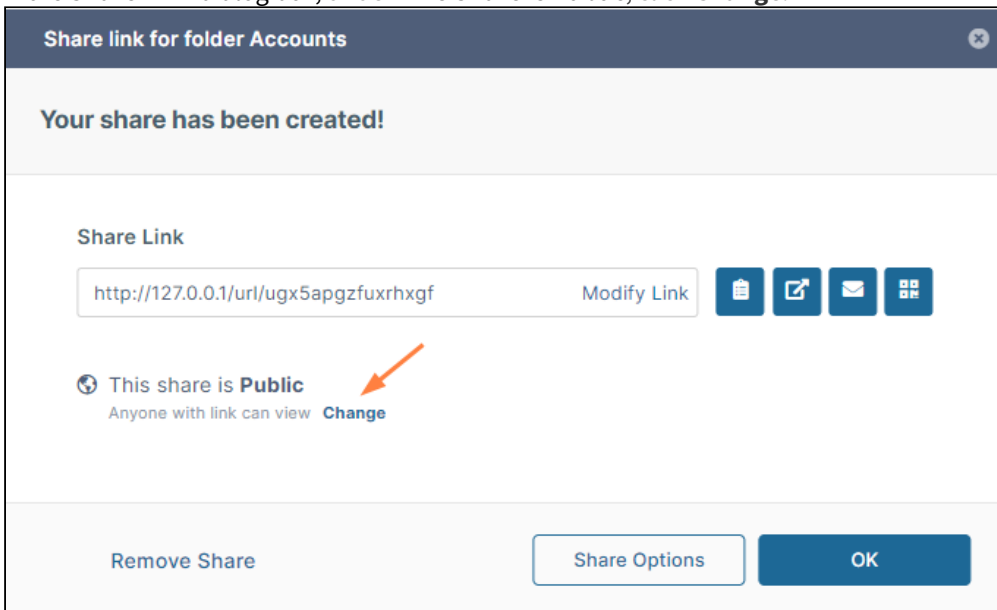 Share link for folder Accounts
Your share has been created!
Share Link
http://127.0.0.1/url/ugx5apgzfuxrhxgf Modify Link
This share is Public
Anyone with link can view Change
Remove Share Share Options OK